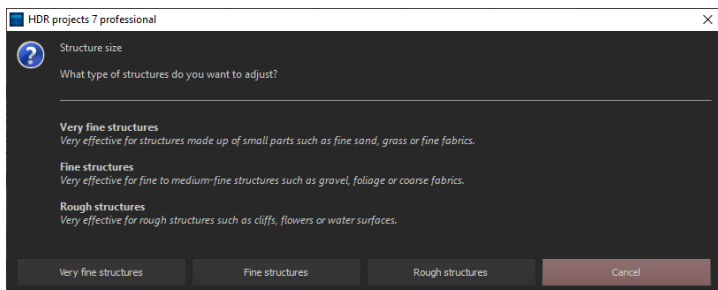 HDR projects 7 professional
Structure size
What type of structures do you want to adjust?
Very fine structures
Very effective for structures made up of small parts such as fine sand, grass or fine fabrics.
Fine structures
Very effective for fine to medium-fine structures such as gravel, foliage or coarse fabrics.
Rough structures
Very effective for rough structures such as cliffs, flowers or water surfaces.
Very fine structures Fine structures Rough structures Cancel